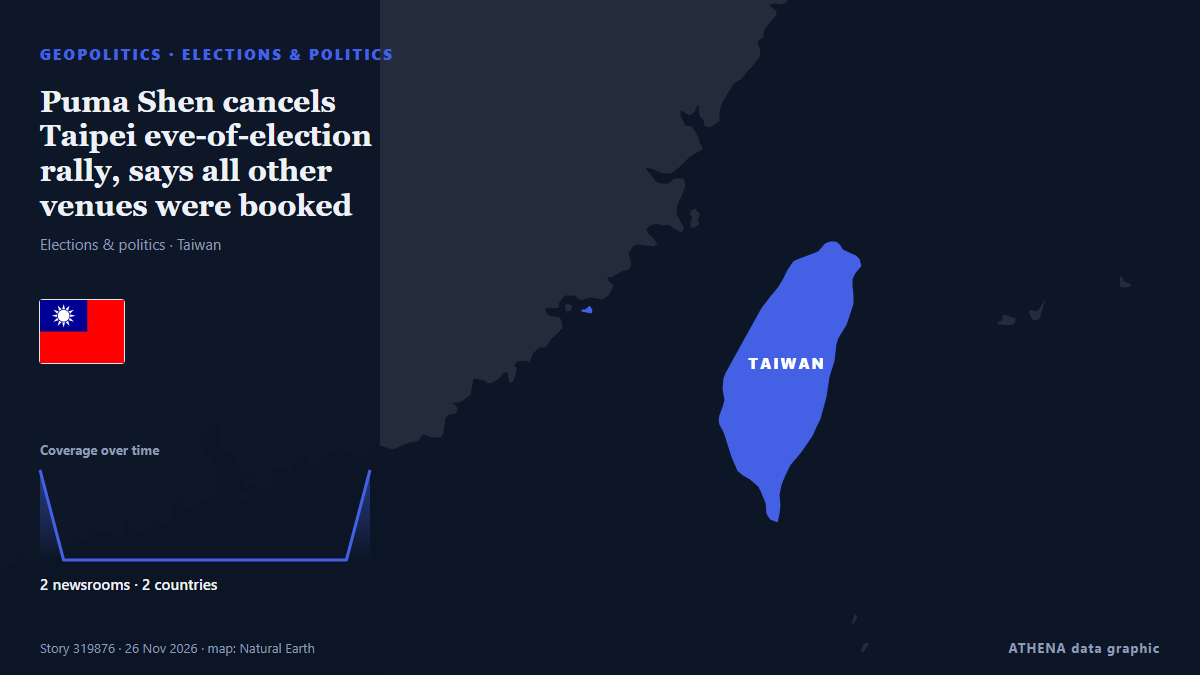 GEOPOLITICS · ELECTIONS & POLITICS
Puma Shen cancels
Taipei eve-of-election
rally, says all other
venues were booked
Elections & politics · Taiwan
TAIWAN
Coverage over time
2 newsrooms · 2 countries
Story 319876 · 26 Nov 2026 · map: Natural Earth
ATHENA data graphic